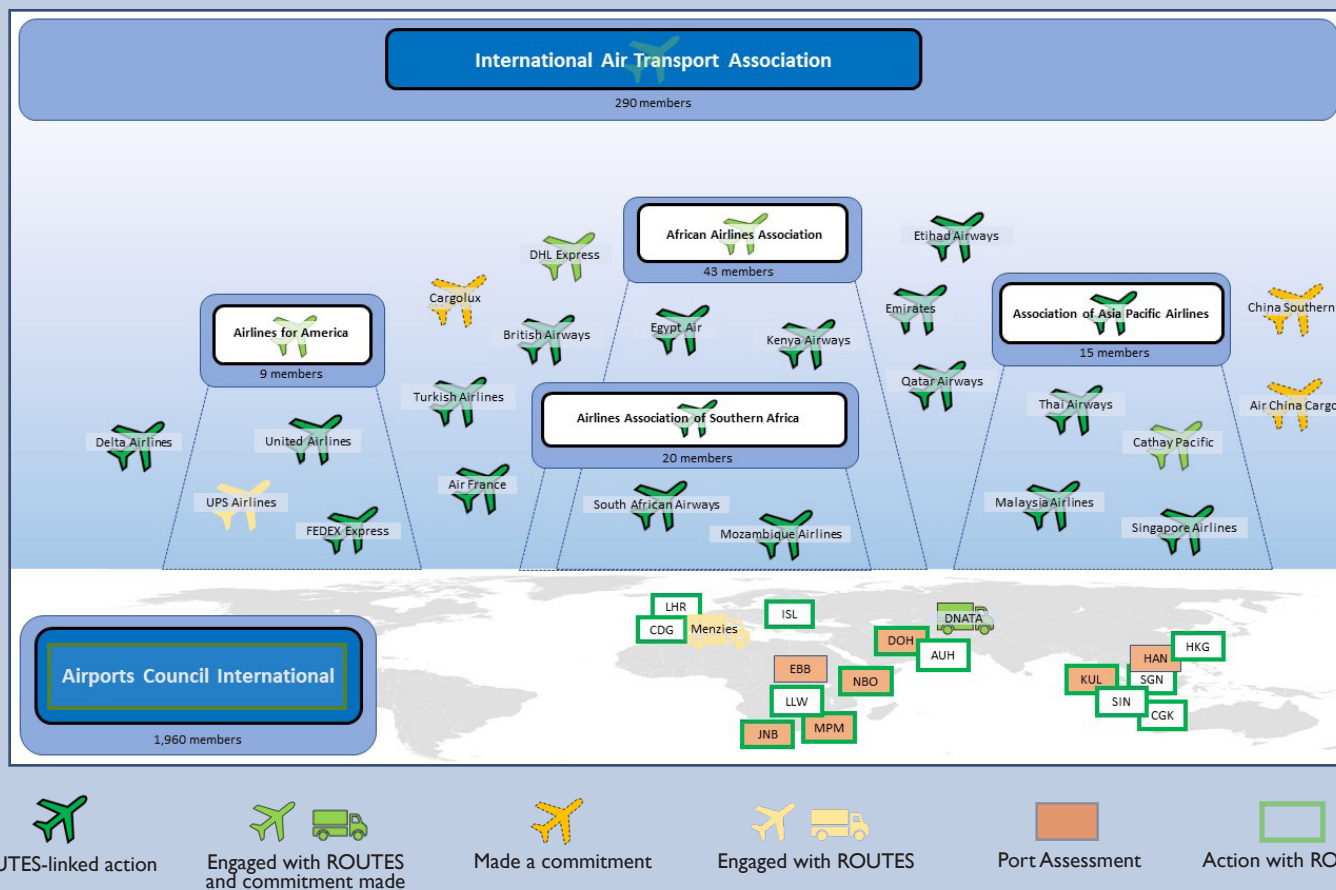 International Air Transport Association
290 members
African Airlines Association
43 members
Etihad Airways
DHL Express
Cargolux
Emirates
Association of Asia Pacific Airlines
15 members
China Southern
Airlines for America
9 members
British Airways
Egypt Air
Kenya Airways
Turkish Airlines
Airlines Association of Southern Africa
20 members
Qatar Airways
Thai Airways
Air China Cargo
Delta Airlines
United Airlines
Cathay Pacific
UPS Airlines
Air France
South African Airways
Malaysia Airlines
FEDEX Express
Mozambique Airlines
Singapore Airlines
LHR
ISL
DNATA
CDG
Menzies
DOH
AUH
HKG
HAN
EBB
NBO
KUL
SGN
LLW
SIN
CGK
JNB
MPM
Airports Council International
1,960 members
UTES-linked action
Engaged with ROUTES
and commitment made
Made a commitment
Engaged with ROUTES
Port Assessment
Action with RO